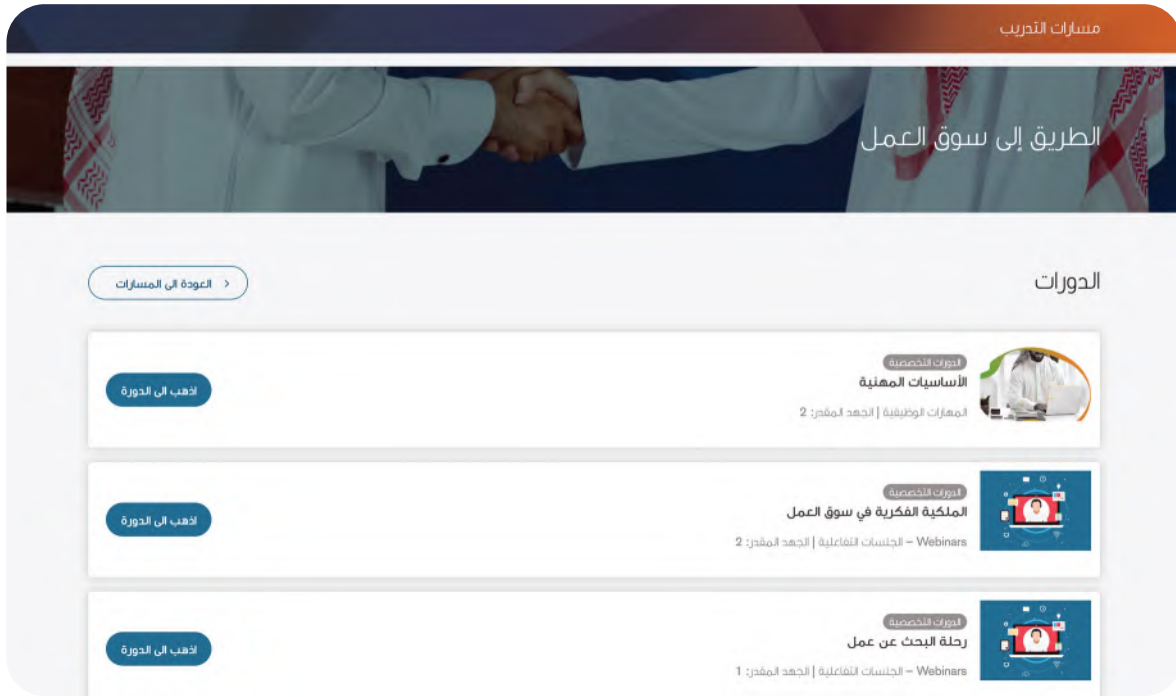 مسارات التدريب
الطريق إلى سوق العمل
الدورات
العودة الى المسارات
الدورات التخصصية
الأساسيات المهنية
المهارات الوظيفية | الجهد المقدر: 2
اذهب الى الدورة
الدورات التخصصية
الملكية الفكرية في سوق العمل
Webinars – الجلسات التفاعلية | الجهد المقدر: 2
اذهب الى الدورة
الدورات التخصصية
رحلة البحث عن عمل
Webinars – الجلسات التفاعلية | الجهد المقدر: 1
اذهب الى الدورة